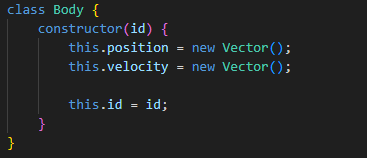 class Body {
    constructor(id) {
        this.position = new Vector();
        this.velocity = new Vector();

        this.id = id;
    }
}